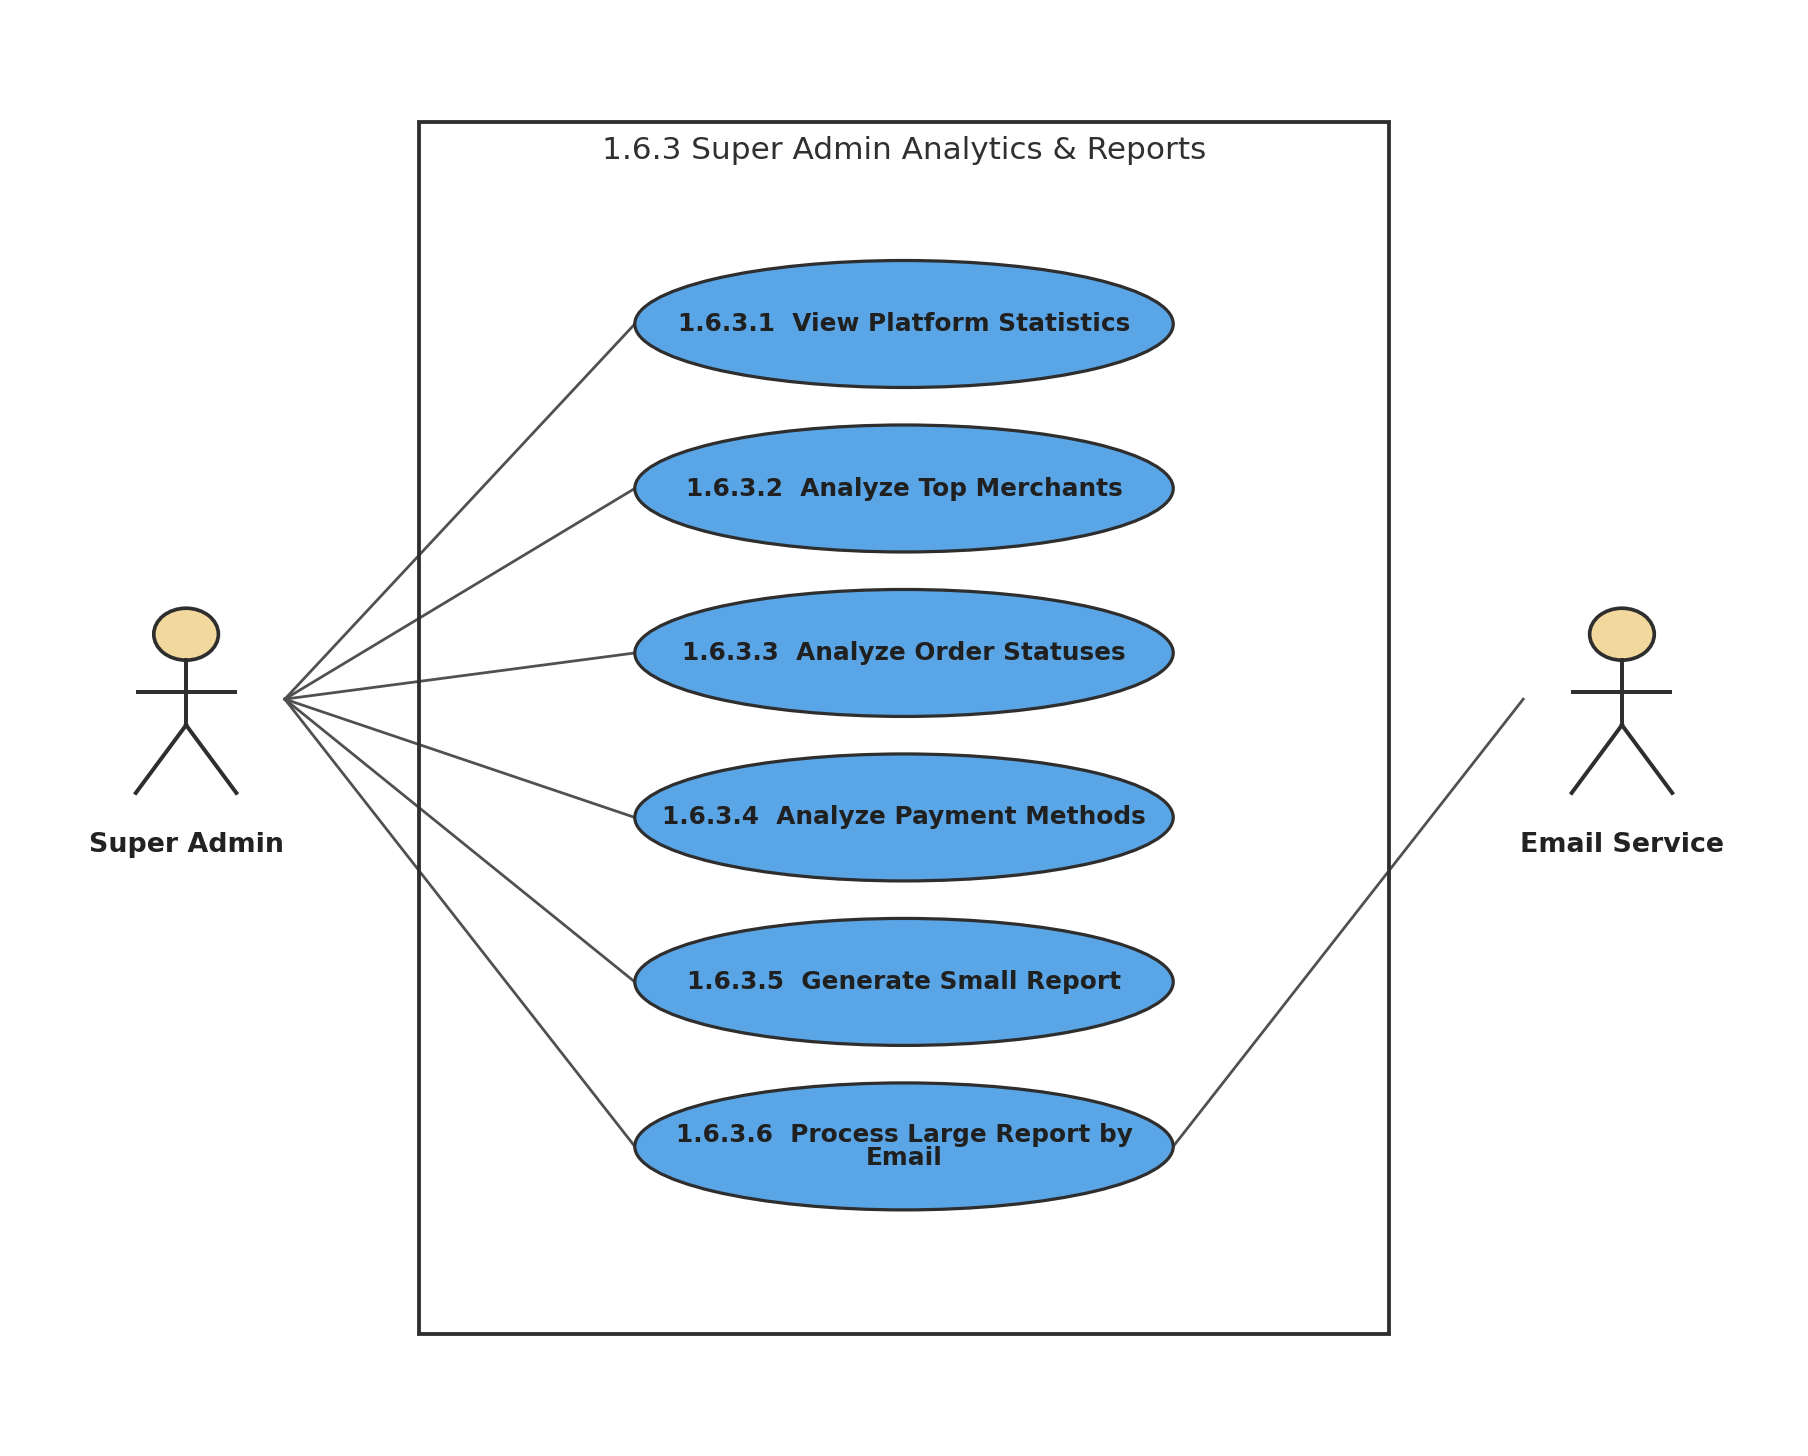 1.6.3 Super Admin Analytics & Reports
1.6.3.1  View Platform Statistics
1.6.3.2  Analyze Top Merchants
1.6.3.3  Analyze Order Statuses
1.6.3.4  Analyze Payment Methods
Super Admin
Email Service
1.6.3.5  Generate Small Report
1.6.3.6  Process Large Report by
Email